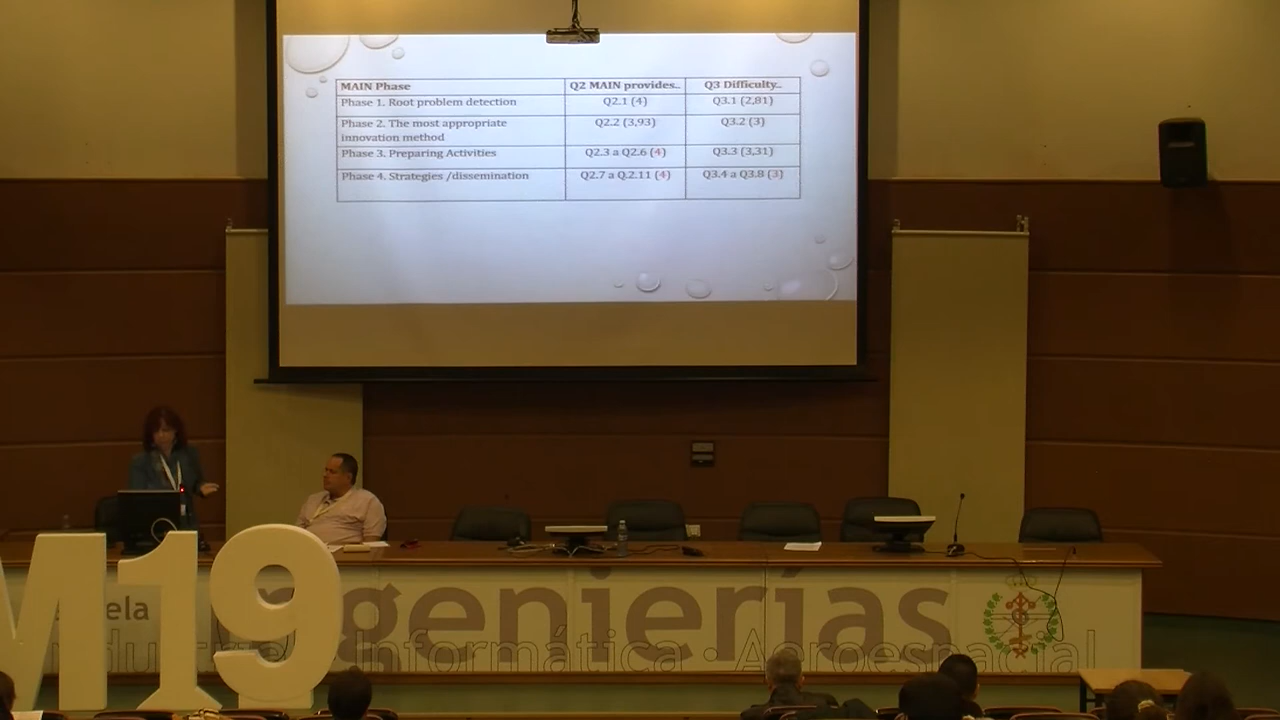 MAIN Phase Q2 MAIN provides.. Q3 Difficulty..
Phase 1. Root problem detection Q2.1 (4) Q3.1 (2,81)
Phase 2. The most appropriate innovation method Q2.2 (3,93) Q3.2 (3)
Phase 3. Preparing Activities Q2.3 a Q2.6 (4) Q3.3 (3,31)
Phase 4. Strategies /dissemination Q2.7 a Q.2.11 (4) Q3.4 a Q3.8 (3)
M19
ngenierías
Informática • Aeroespacial